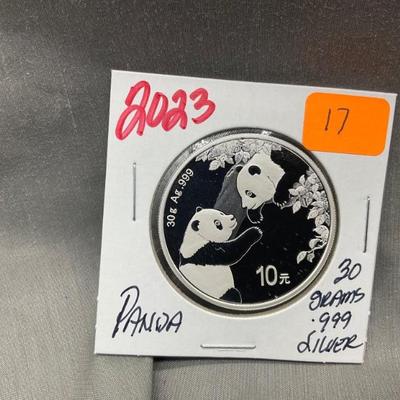 2023
17
30g Ag.999
10元
PANDA
30
grams
.999
SILVER